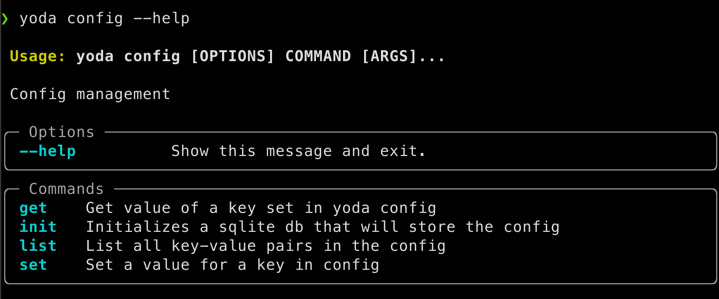 ❯ yoda config --help
Usage: yoda config [OPTIONS] COMMAND [ARGS]...
Config management
Options
--help Show this message and exit.
Commands
get Get value of a key set in yoda config
init Initializes a sqlite db that will store the config
list List all key-value pairs in the config
set Set a value for a key in config